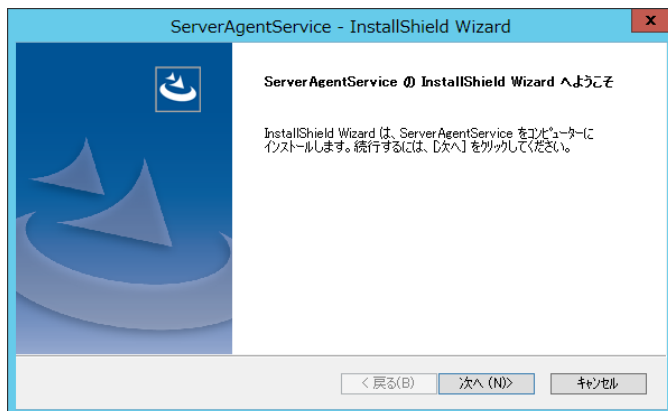 ServerAgentService - InstallShield Wizard
x
ServerAgentService の InstallShield Wizard へようこそ
InstallShield Wizard は、ServerAgentService をコンピューターに
インストールします。続行するには、[次へ] をクリックしてください。
< 戻る(B)
次へ (N)>
キャンセル